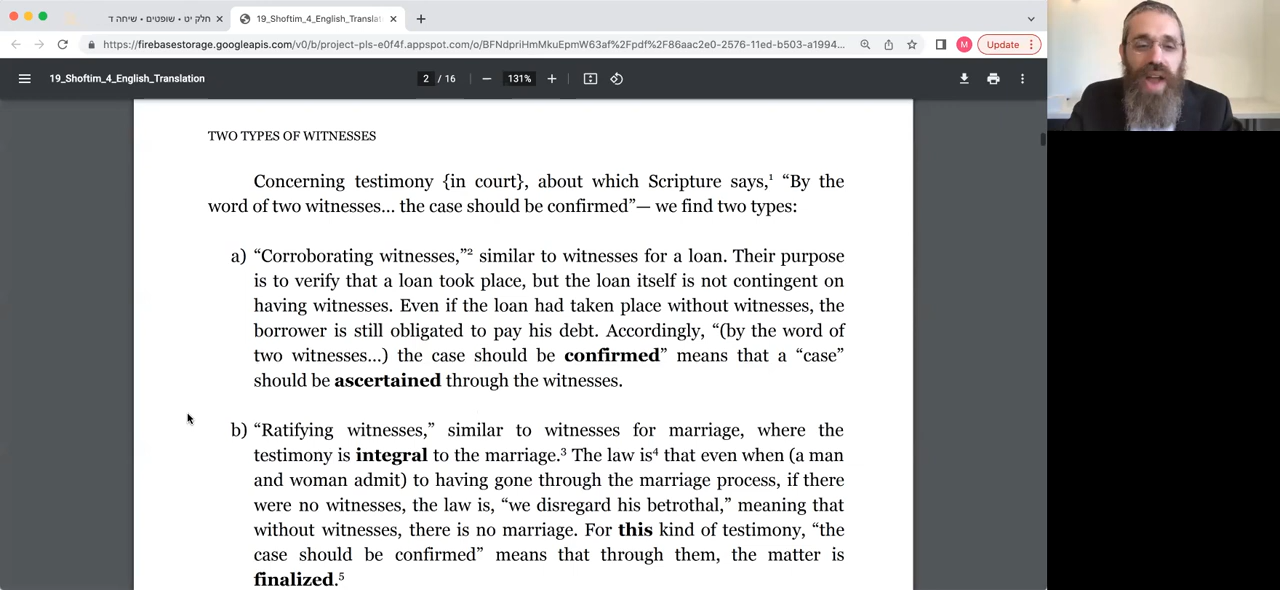 חלק יט • שופטים • שיחה ד
19_Shoftim_4_English_Translatio
https://firebasestorage.googleapis.com/v0/b/project-pls-e0f4f.appspot.com/o/BFNdpriHmMkuEpmW63af%2Fpdf%2F86aac2e0-2576-11ed-b503-a1994...
M
Update
19_Shoftim_4_English_Translation
2 / 16
131%
TWO TYPES OF WITNESSES
Concerning testimony {in court}, about which Scripture says,¹ “By the
word of two witnesses... the case should be confirmed”— we find two types:
a) “Corroborating witnesses,”² similar to witnesses for a loan. Their purpose
is to verify that a loan took place, but the loan itself is not contingent on
having witnesses. Even if the loan had taken place without witnesses, the
borrower is still obligated to pay his debt. Accordingly, “(by the word of
two witnesses...) the case should be confirmed” means that a “case”
should be ascertained through the witnesses.
b) “Ratifying witnesses,” similar to witnesses for marriage, where the
testimony is integral to the marriage.³ The law is⁴ that even when (a man
and woman admit) to having gone through the marriage process, if there
were no witnesses, the law is, “we disregard his betrothal,” meaning that
without witnesses, there is no marriage. For this kind of testimony, “the
case should be confirmed” means that through them, the matter is
finalized.⁵